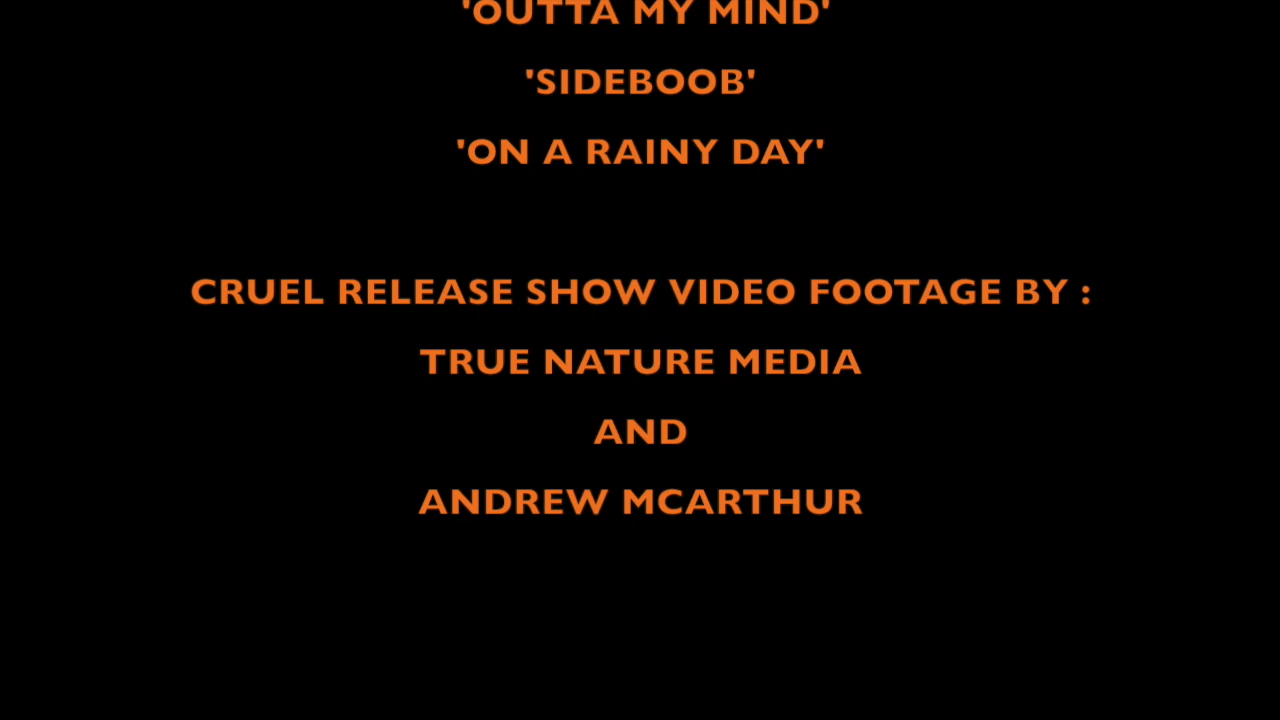 'OUTTA MY MIND'
'SIDEBOOB'
'ON A RAINY DAY'
CRUEL RELEASE SHOW VIDEO FOOTAGE BY :
TRUE NATURE MEDIA
AND
ANDREW MCARTHUR